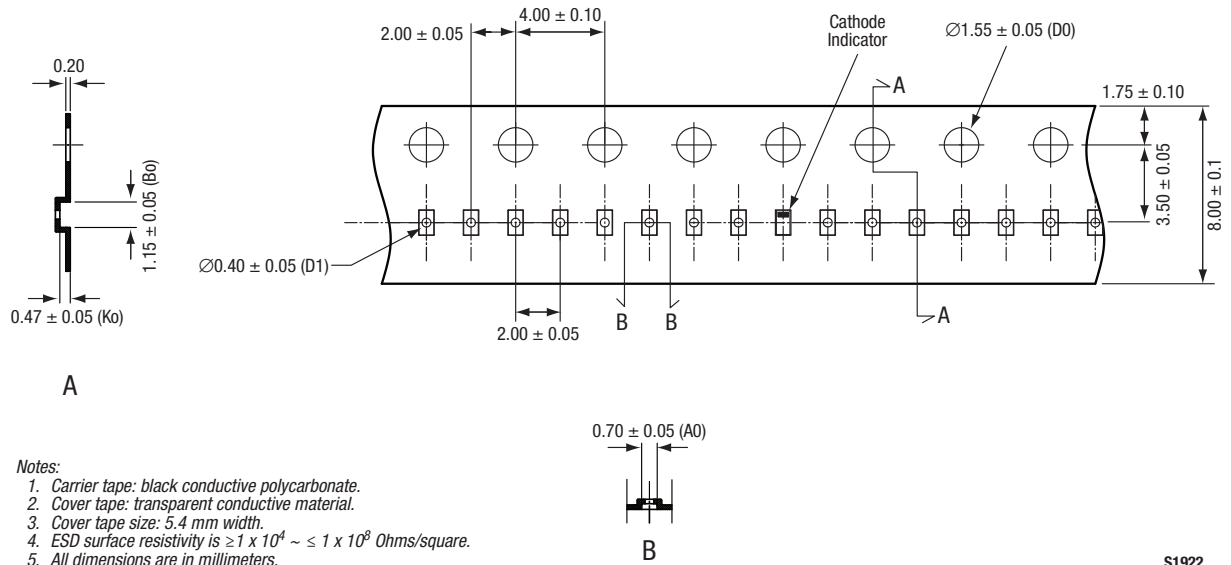 4.00 ± 0.10
2.00 ± 0.05
Cathode
Indicator
Ø1.55 ± 0.05 (D0)
0.20
A
1.75 ± 0.10
1.15 ± 0.05 (Bo)
3.50 ± 0.05
8.00 ± 0.1
Ø0.40 ± 0.05 (D1)
0.47 ± 0.05 (Ko)
B B
A
2.00 ± 0.05
A
0.70 ± 0.05 (A0)
Notes:
1. Carrier tape: black conductive polycarbonate.
2. Cover tape: transparent conductive material.
3. Cover tape size: 5.4 mm width.
4. ESD surface resistivity is ≥1 x 10⁴ ~ ≤ 1 x 10⁸ Ohms/square.
5. All dimensions are in millimeters.
B
S1922